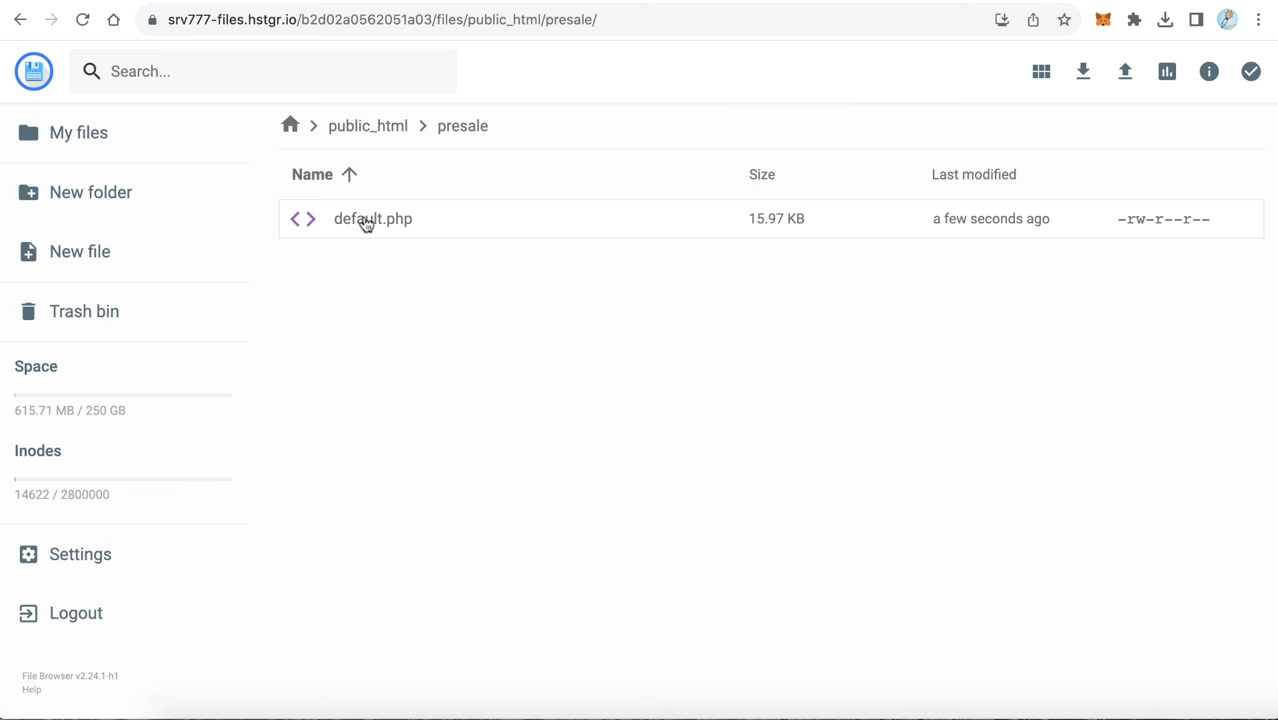 srv777-files.hstgr.io/b2d02a0562051a03/files/public_html/presale/
Search...
My files
New folder
New file
Trash bin
Space
615.71 MB / 250 GB
Inodes
14622 / 2800000
Settings
Logout
File Browser v2.24.1-h1
Help
public_html > presale
Name Size Last modified
default.php 15.97 KB a few seconds ago -rw-r--r--